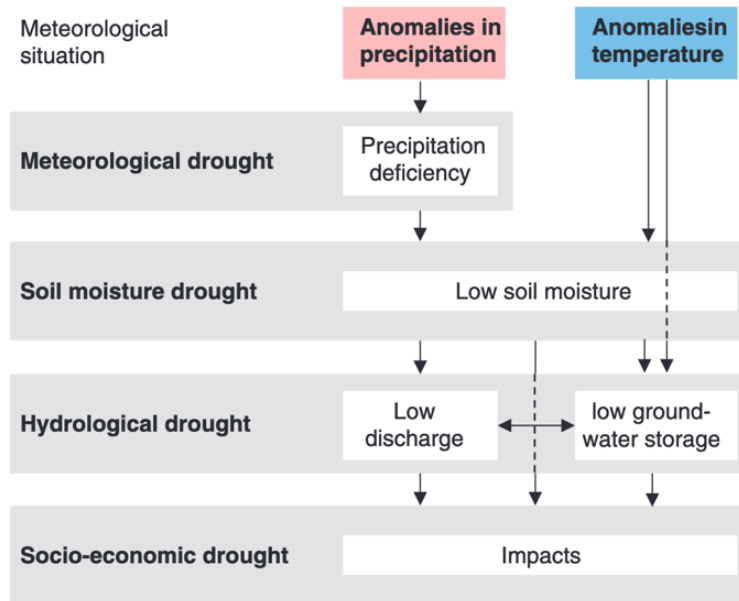 Meteorological
situation
Anomalies in
precipitation
Anomaliesin
temperature
Meteorological drought
Precipitation
deficiency
Soil moisture drought
Low soil moisture
Hydrological drought
Low
discharge
low ground-
water storage
Socio-economic drought
Impacts